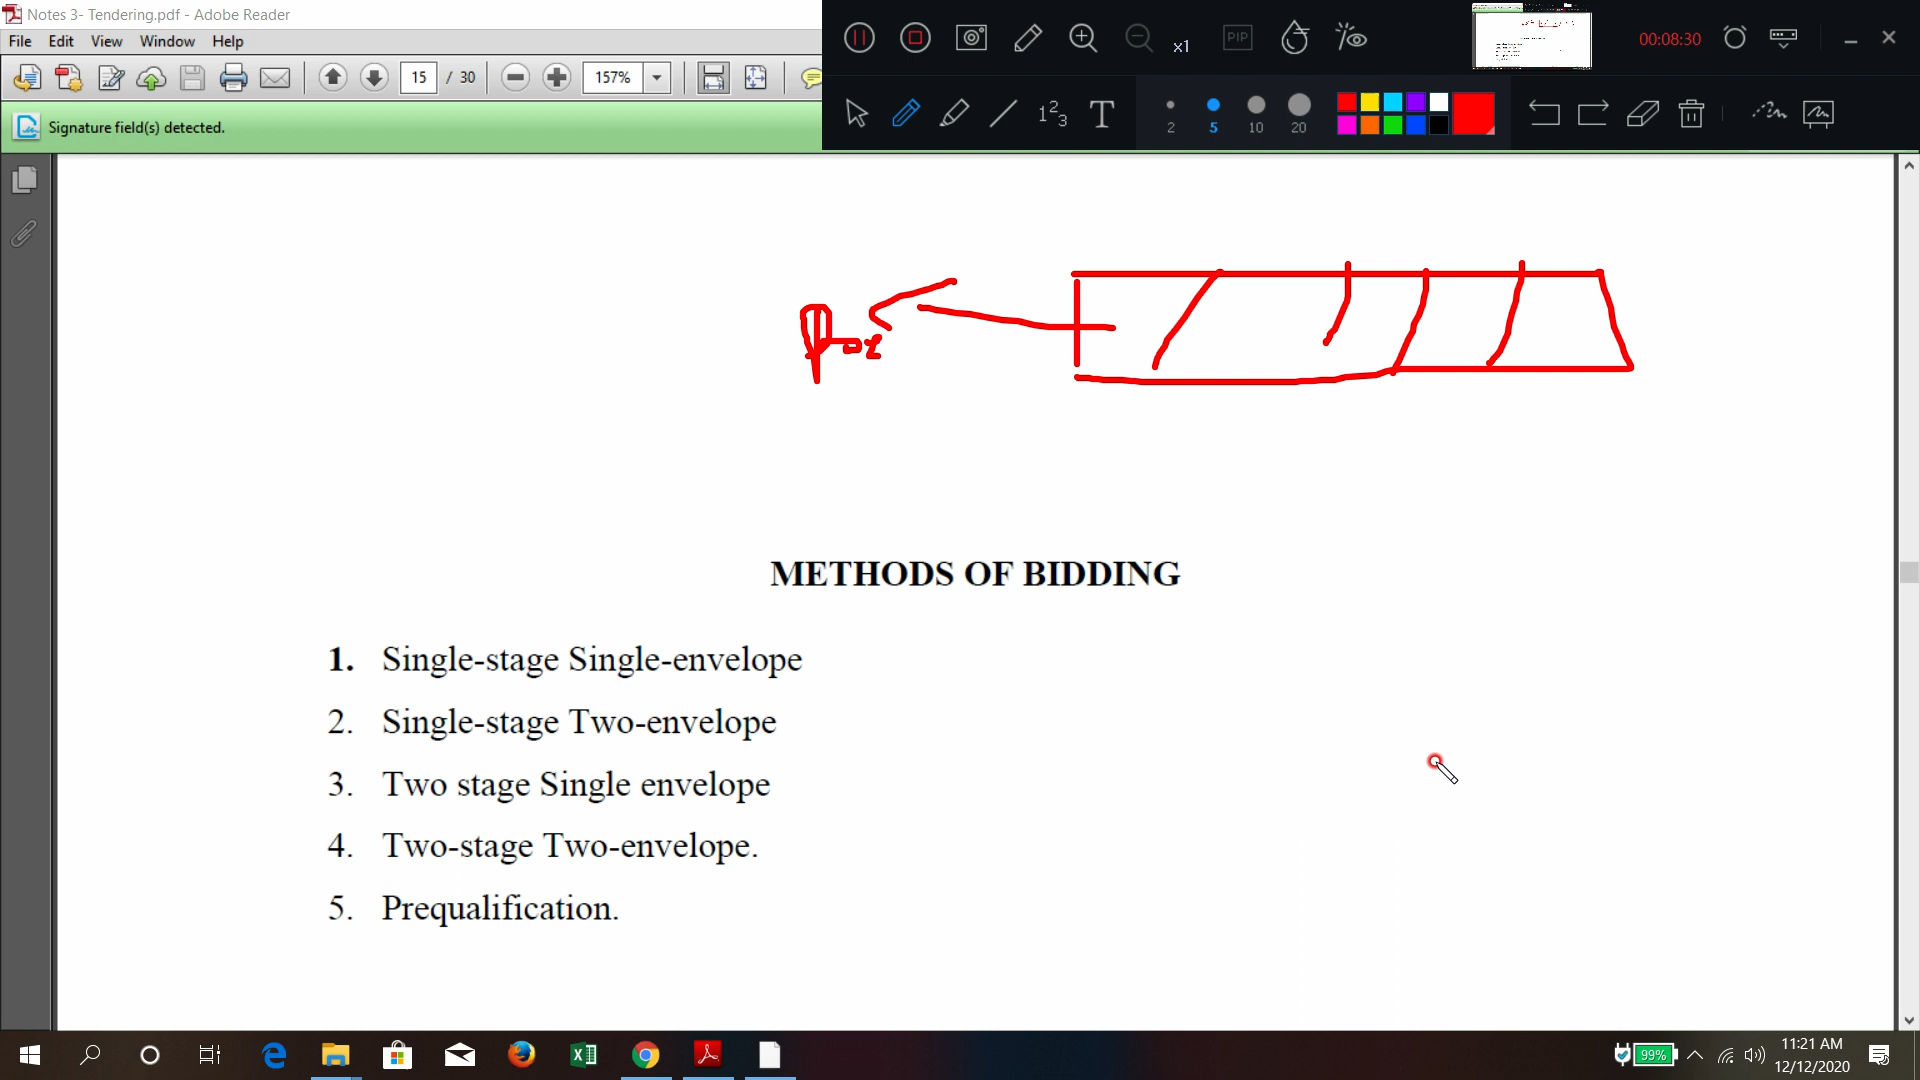 Notes 3- Tendering.pdf - Adobe Reader
File Edit View Window Help
15 / 30 157%
x1 PIP 00:08:30
1 2 3 T 2 5 10 20
Signature field(s) detected.
METHODS OF BIDDING
1. Single-stage Single-envelope
2. Single-stage Two-envelope
3. Two stage Single envelope
4. Two-stage Two-envelope.
5. Prequalification.
99% 11:21 AM
12/12/2020